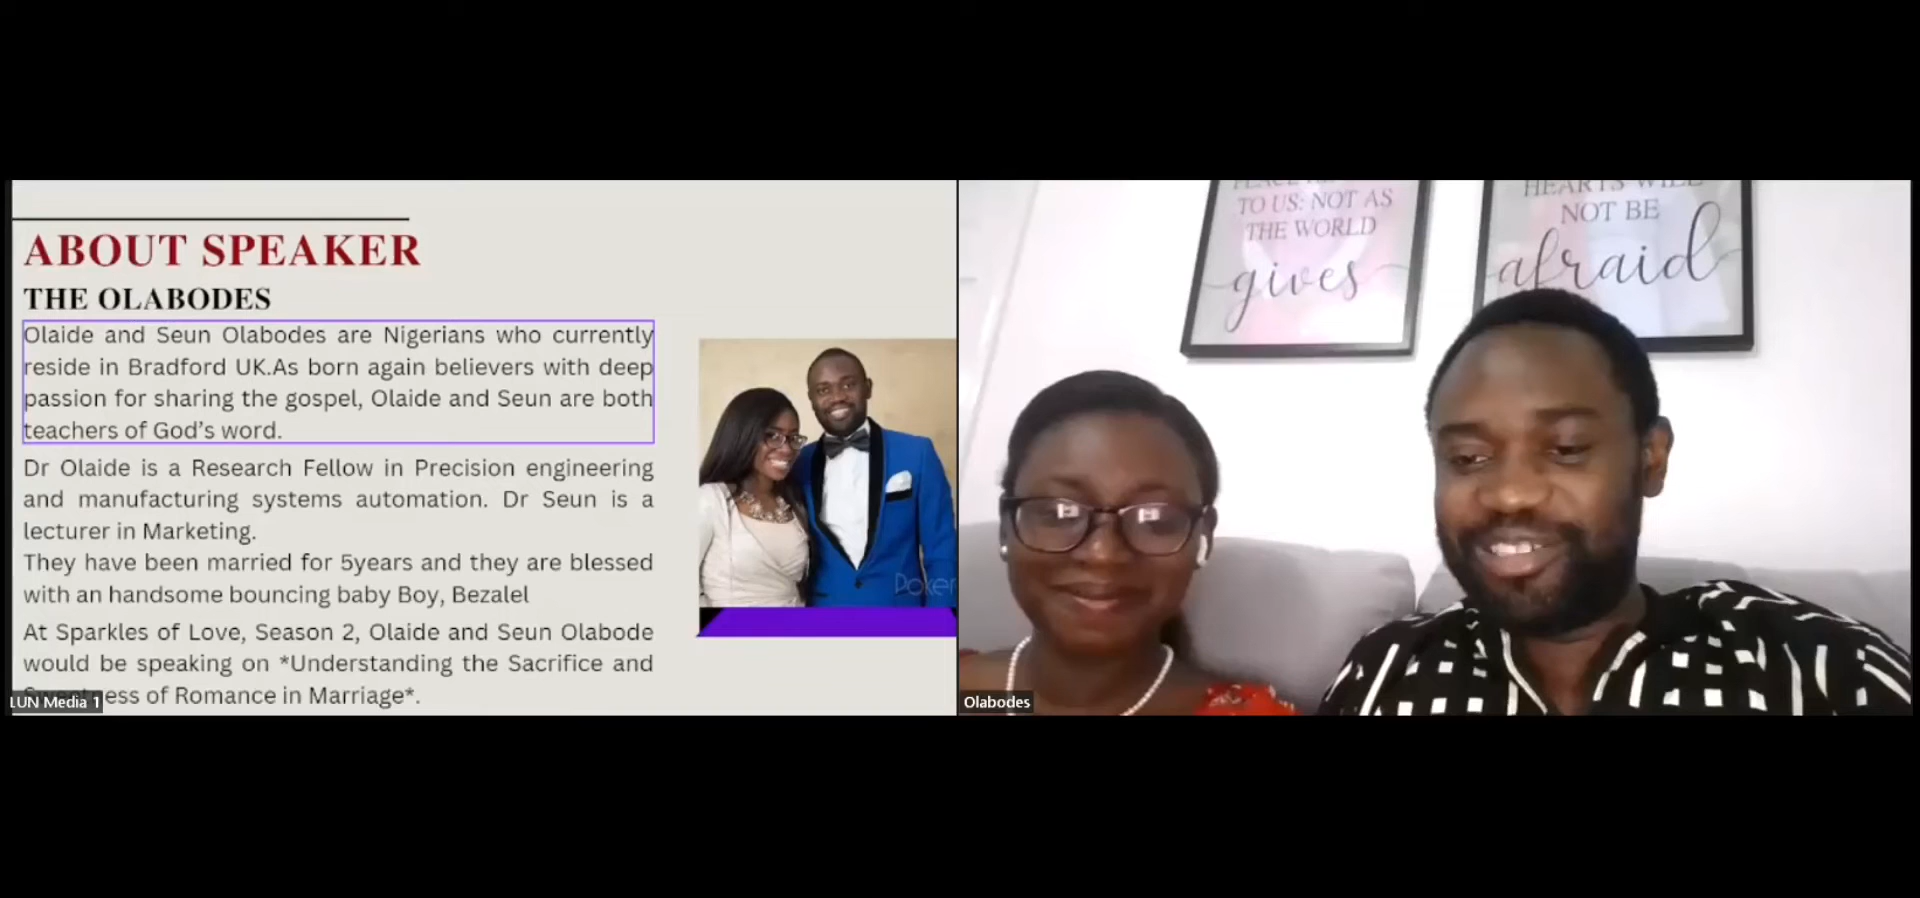 ABOUT SPEAKER
THE OLABODES
Olaide and Seun Olabodes are Nigerians who currently
reside in Bradford UK.As born again believers with deep
passion for sharing the gospel, Olaide and Seun are both
teachers of God’s word.
Dr Olaide is a Research Fellow in Precision engineering
and manufacturing systems automation. Dr Seun is a
lecturer in Marketing.
They have been married for 5years and they are blessed
with an handsome bouncing baby Boy, Bezalel
At Sparkles of Love, Season 2, Olaide and Seun Olabode
would be speaking on *Understanding the Sacrifice and
Sweetness of Romance in Marriage*.
LUN Media 1
Poker
TO US: NOT AS
THE WORLD
gives
HEARTS WILL
NOT BE
afraid
Olabodes